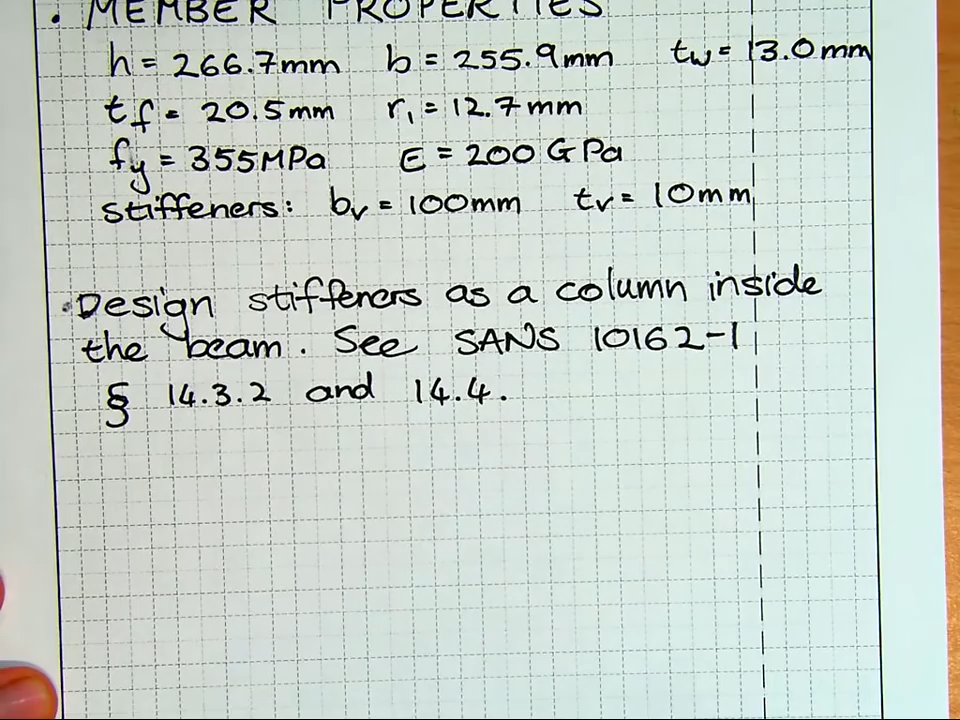 • MEMBER PROPERTIES
h = 266.7mm b = 255.9mm tw = 13.0mm
tf = 20.5mm r₁ = 12.7mm
fy = 355MPa E = 200 GPa
stiffeners: bv = 100mm tv = 10mm
• Design stiffeners as a column inside
the beam. See SANS 10162-1
§ 14.3.2 and 14.4.